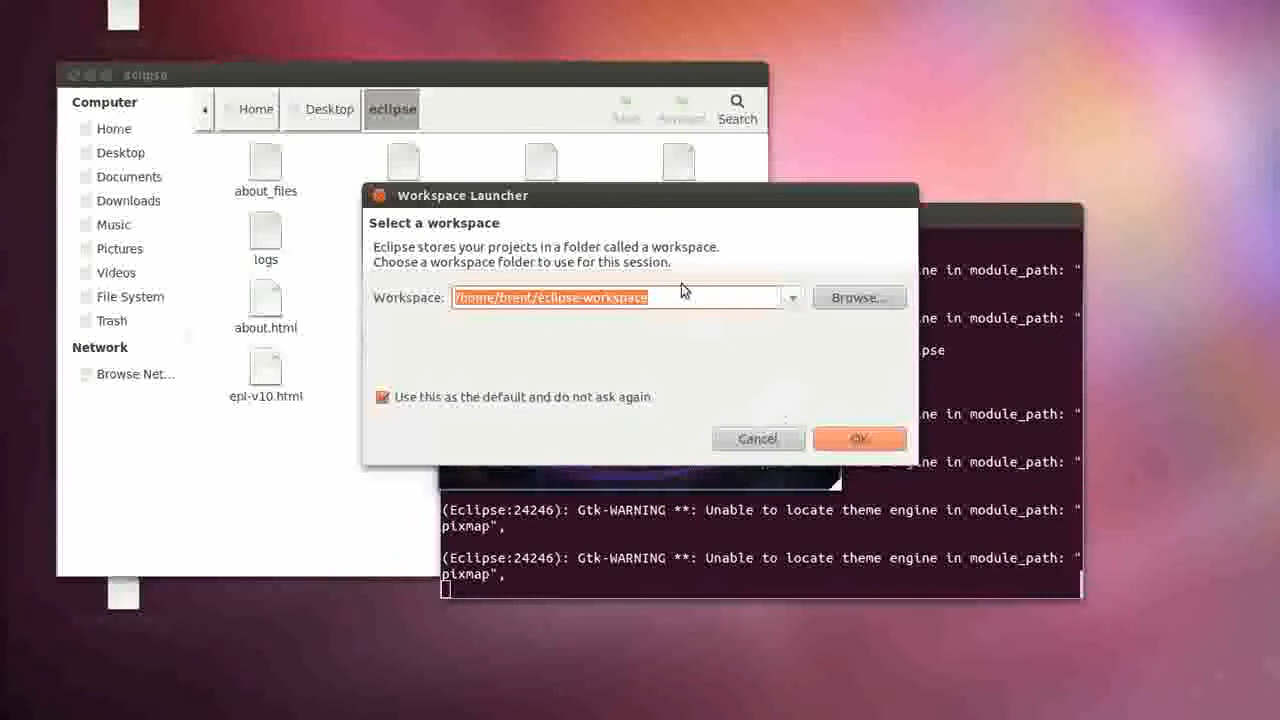 eclipse
Computer
Home
Desktop
Documents
Downloads
Music
Pictures
Videos
File System
Trash
Network
Browse Net...
Home
Desktop
eclipse
Search
about_files
logs
about.html
epl-v10.html
Workspace Launcher
Select a workspace
Eclipse stores your projects in a folder called a workspace.
Choose a workspace folder to use for this session.
Workspace:
/home/brent/eclipse-workspace
Browse...
Use this as the default and do not ask again
Cancel
OK
ne in module_path: "
ne in module_path: "
pse
ne in module_path: "
ne in module_path: "
(Eclipse:24246): Gtk-WARNING **: Unable to locate theme engine in module_path: "
pixmap",
(Eclipse:24246): Gtk-WARNING **: Unable to locate theme engine in module_path: "
pixmap",